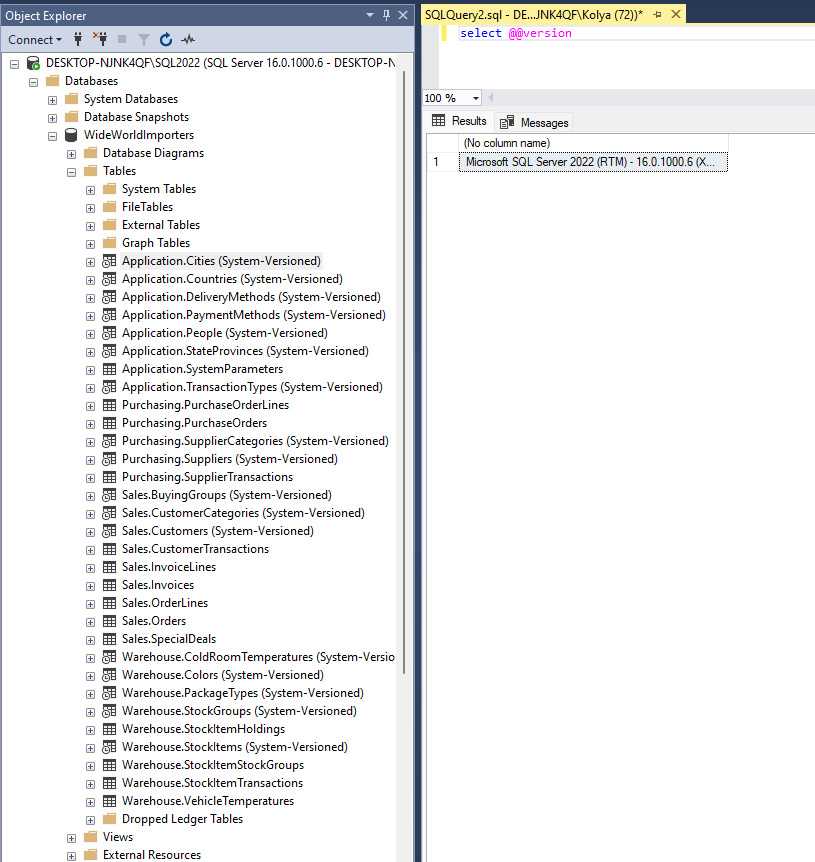 Object Explorer
Connect
DESKTOP-NJNK4QF\SQL2022 (SQL Server 16.0.1000.6 - DESKTOP-N
Databases
System Databases
Database Snapshots
WideWorldImporters
Database Diagrams
Tables
System Tables
FileTables
External Tables
Graph Tables
Application.Cities (System-Versioned)
Application.Countries (System-Versioned)
Application.DeliveryMethods (System-Versioned)
Application.PaymentMethods (System-Versioned)
Application.People (System-Versioned)
Application.StateProvinces (System-Versioned)
Application.SystemParameters
Application.TransactionTypes (System-Versioned)
Purchasing.PurchaseOrderLines
Purchasing.PurchaseOrders
Purchasing.SupplierCategories (System-Versioned)
Purchasing.Suppliers (System-Versioned)
Purchasing.SupplierTransactions
Sales.BuyingGroups (System-Versioned)
Sales.CustomerCategories (System-Versioned)
Sales.Customers (System-Versioned)
Sales.CustomerTransactions
Sales.InvoiceLines
Sales.Invoices
Sales.OrderLines
Sales.Orders
Sales.SpecialDeals
Warehouse.ColdRoomTemperatures (System-Versio
Warehouse.Colors (System-Versioned)
Warehouse.PackageTypes (System-Versioned)
Warehouse.StockGroups (System-Versioned)
Warehouse.StockItemHoldings
Warehouse.StockItems (System-Versioned)
Warehouse.StockItemStockGroups
Warehouse.StockItemTransactions
Warehouse.VehicleTemperatures
Dropped Ledger Tables
Views
External Resources
SQLQuery2.sql - DE...JNK4QF\Kolya (72))*
select @@version
100 %
Results Messages
(No column name)
1 Microsoft SQL Server 2022 (RTM) - 16.0.1000.6 (X...